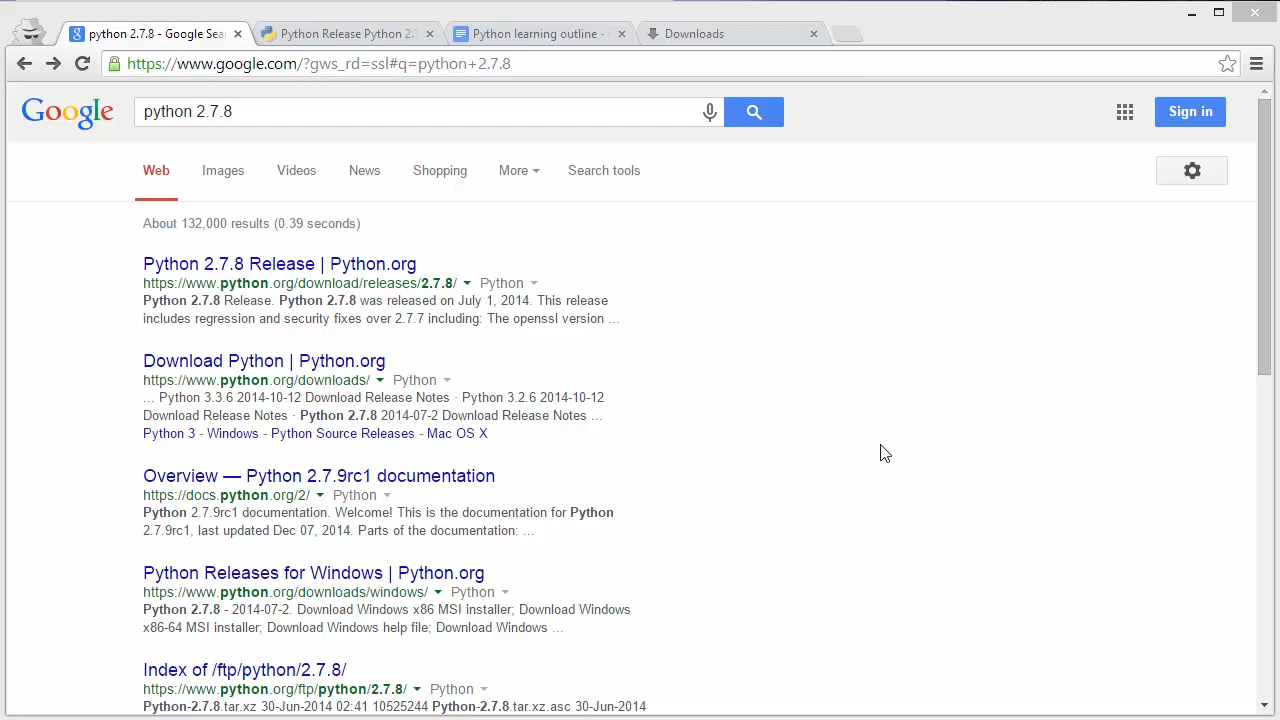 python 2.7.8 - Google Sea
Python Release Python 2.
Python learning outline -
Downloads
https://www.google.com/?gws_rd=ssl#q=python+2.7.8
Google
python 2.7.8
Sign in
Web
Images
Videos
News
Shopping
More
Search tools
About 132,000 results (0.39 seconds)
Python 2.7.8 Release | Python.org
https://www.python.org/download/releases/2.7.8/ Python
Python 2.7.8 Release. Python 2.7.8 was released on July 1, 2014. This release
includes regression and security fixes over 2.7.7 including: The openssl version ...
Download Python | Python.org
https://www.python.org/downloads/ Python
... Python 3.3.6 2014-10-12 Download Release Notes · Python 3.2.6 2014-10-12
Download Release Notes · Python 2.7.8 2014-07-2 Download Release Notes ...
Python 3 - Windows - Python Source Releases - Mac OS X
Overview — Python 2.7.9rc1 documentation
https://docs.python.org/2/ Python
Python 2.7.9rc1 documentation. Welcome! This is the documentation for Python
2.7.9rc1, last updated Dec 07, 2014. Parts of the documentation: ...
Python Releases for Windows | Python.org
https://www.python.org/downloads/windows/ Python
Python 2.7.8 - 2014-07-2. Download Windows x86 MSI installer; Download Windows
x86-64 MSI installer; Download Windows help file; Download Windows ...
Index of /ftp/python/2.7.8/
https://www.python.org/ftp/python/2.7.8/ Python
Python-2.7.8.tar.xz 30-Jun-2014 02:41 10525244 Python-2.7.8.tar.xz.asc 30-Jun-2014